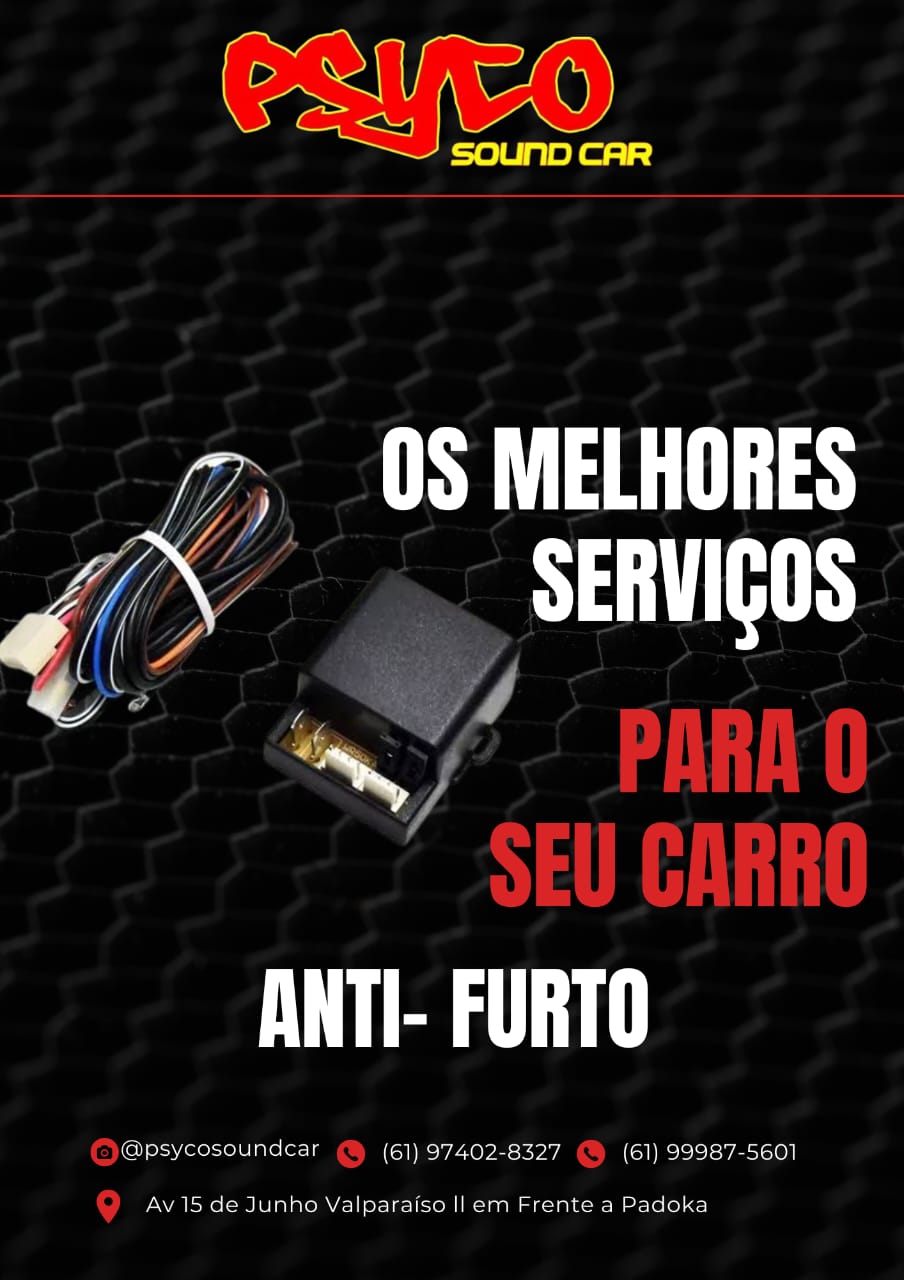 PSYCO
SOUND CAR
OS MELHORES
SERVIÇOS
PARA O
SEU CARRO
ANTI- FURTO
@psycosoundcar (61) 97402-8327 (61) 99987-5601
Av 15 de Junho Valparaíso ll em Frente a Padoka